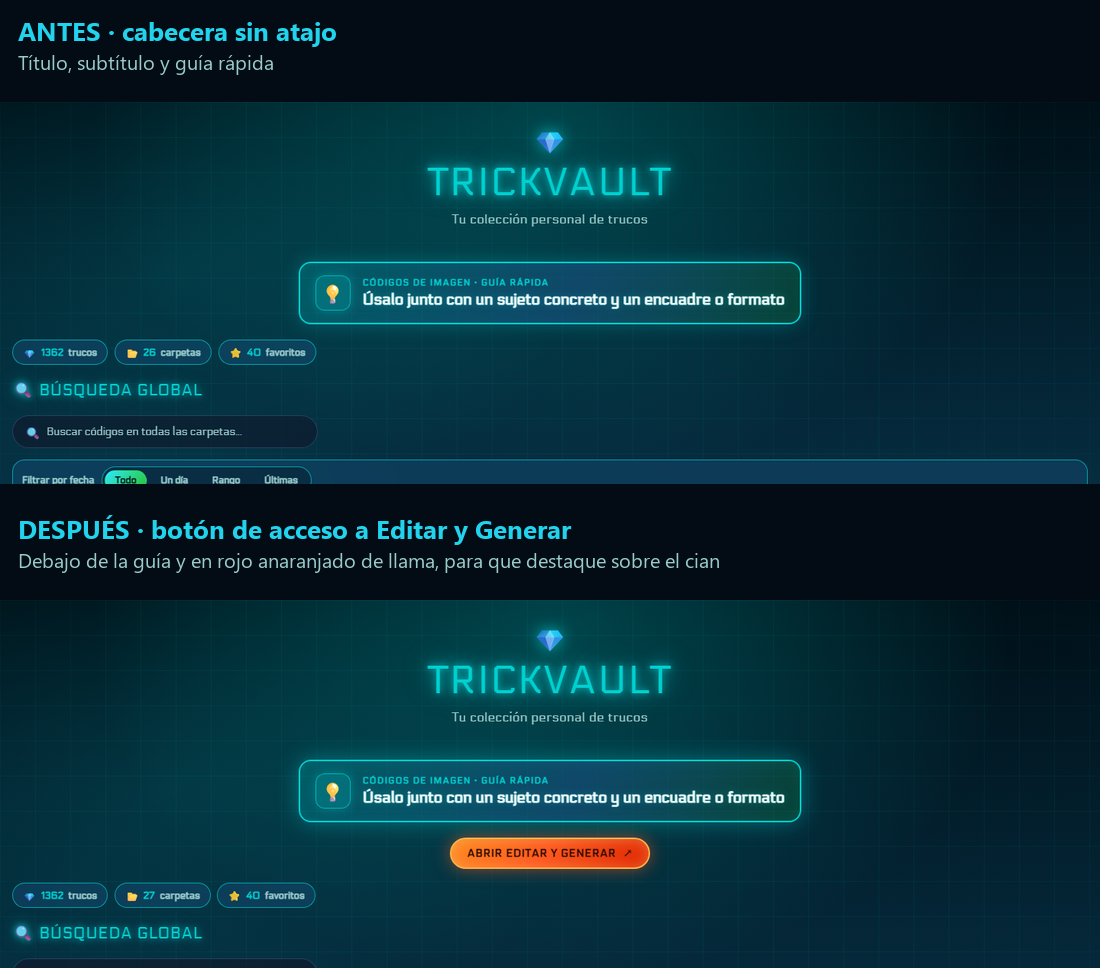 ANTES · cabecera sin atajo
Título, subtítulo y guía rápida
TRICKVAULT
Tu colección personal de trucos
CÓDIGOS DE IMAGEN · GUÍA RÁPIDA
Úsalo junto con un sujeto concreto y un encuadre o formato
1362 trucos 26 carpetas 40 favoritos
BÚSQUEDA GLOBAL
Buscar códigos en todas las carpetas...
Filtrar por fecha Todo Un día Rango Últimas
DESPUÉS · botón de acceso a Editar y Generar
Debajo de la guía y en rojo anaranjado de llama, para que destaque sobre el cian
TRICKVAULT
Tu colección personal de trucos
CÓDIGOS DE IMAGEN · GUÍA RÁPIDA
Úsalo junto con un sujeto concreto y un encuadre o formato
ABRIR EDITAR Y GENERAR ↗
1362 trucos 27 carpetas 40 favoritos
BÚSQUEDA GLOBAL